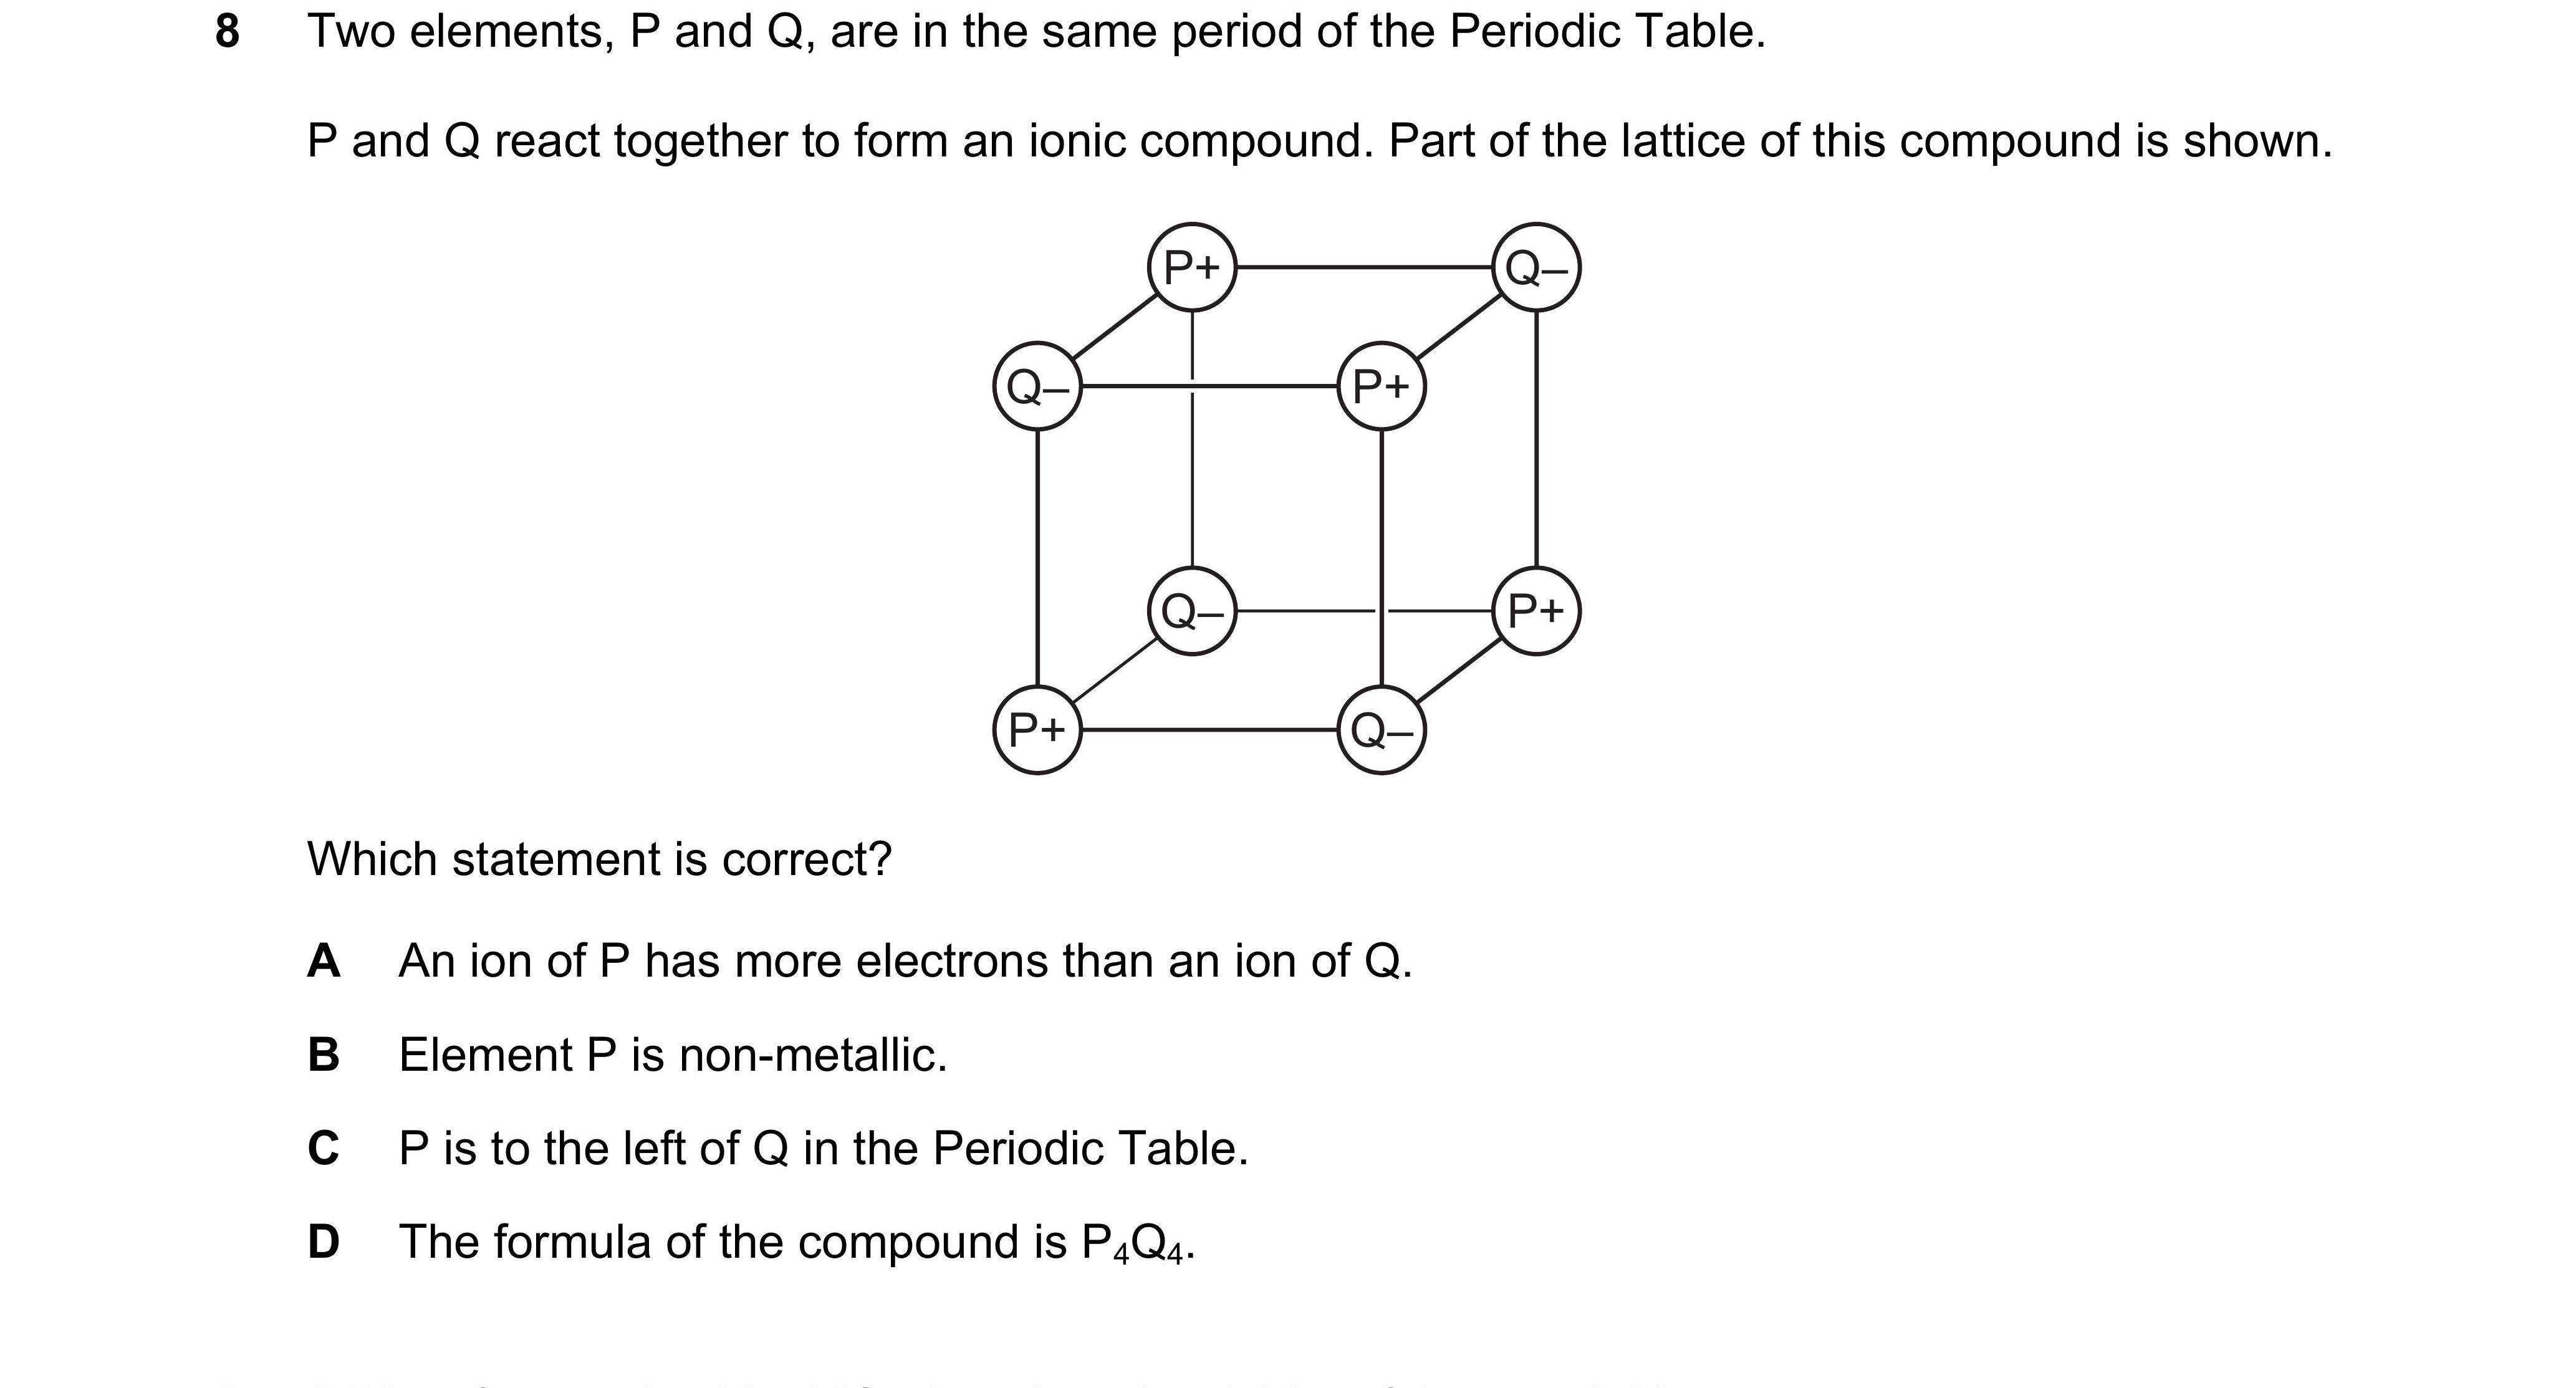 8 Two elements, P and Q, are in the same period of the Periodic Table.
P and Q react together to form an ionic compound. Part of the lattice of this compound is shown.
P+ Q–
Q– P+
Q– P+
P+ Q–
Which statement is correct?
A An ion of P has more electrons than an ion of Q.
B Element P is non-metallic.
C P is to the left of Q in the Periodic Table.
D The formula of the compound is P₄Q₄.